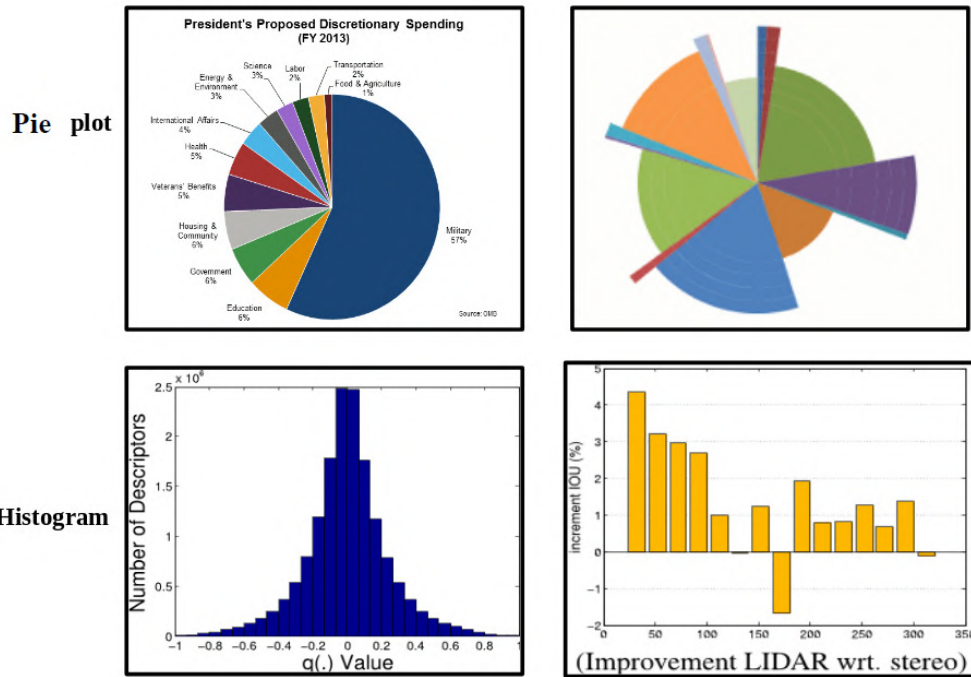 Pie plot
President's Proposed Discretionary Spending
(FY 2013)
Military
57%
Education
6%
Government
6%
Housing &
Community
6%
Veterans' Benefits
5%
Health
5%
International Affairs
4%
Energy &
Environment
3%
Science
3%
Labor
2%
Transportation
2%
Food & Agriculture
1%
Source: OMB
Histogram
x 10⁶
2.5
2
1.5
1
0.5
0
Number of Descriptors
-1 -0.8 -0.6 -0.4 -0.2 0 0.2 0.4 0.6 0.8 1
q(.) Value
5
4
3
2
1
0
-1
-2
increment IOU (%)
0 50 100 150 200 250 300 350
(Improvement LIDAR wrt. stereo)